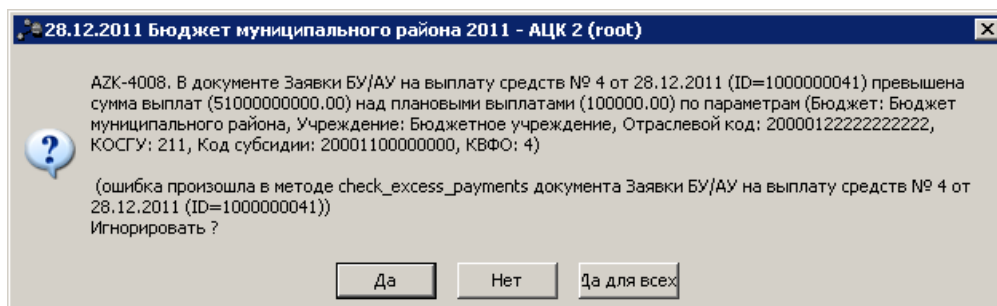 28.12.2011 Бюджет муниципального района 2011 - АЦК 2 (root)
AZK-4008. В документе Заявки БУ/АУ на выплату средств № 4 от 28.12.2011 (ID=1000000041) превышена
сумма выплат (51000000000.00) над плановыми выплатами (100000.00) по параметрам (Бюджет: Бюджет
муниципального района, Учреждение: Бюджетное учреждение, Отраслевой код: 20000122222222222,
КОСГУ: 211, Код субсидии: 20001100000000, КВФО: 4)
(ошибка произошла в методе check_excess_payments документа Заявки БУ/АУ на выплату средств № 4 от
28.12.2011 (ID=1000000041))
Игнорировать ?
Да
Нет
Да для всех